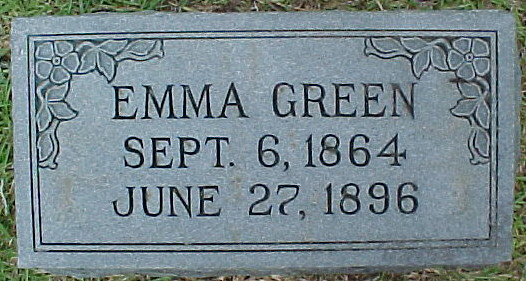 EMMA GREEN
SEPT. 6, 1864
JUNE 27, 1896